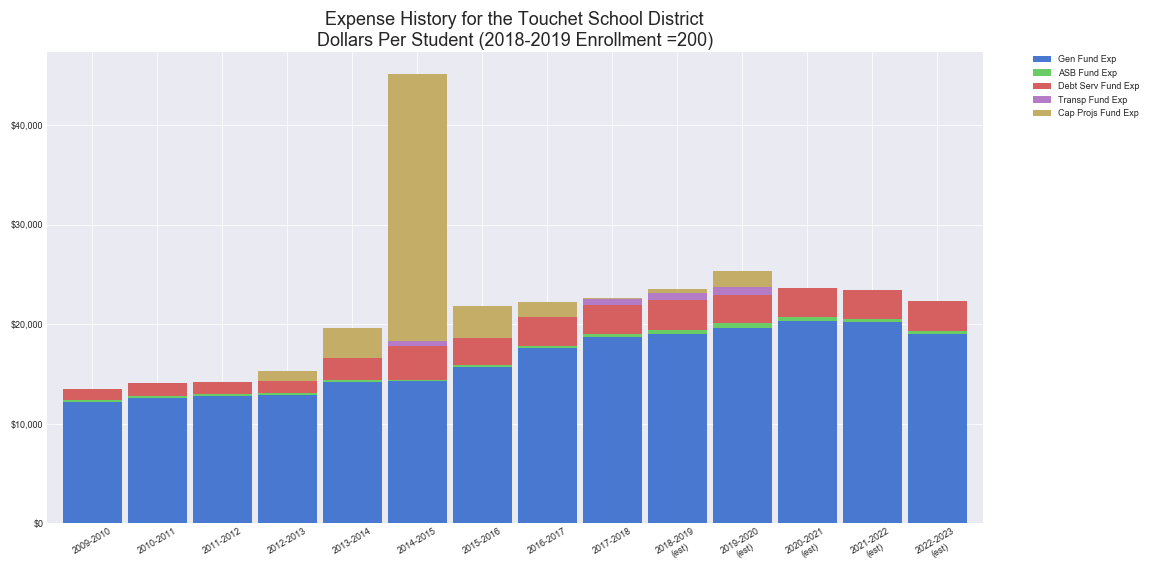 Expense History for the Touchet School District
Dollars Per Student (2018-2019 Enrollment =200)
Gen Fund Exp
ASB Fund Exp
Debt Serv Fund Exp
Transp Fund Exp
Cap Projs Fund Exp
$40,000
$30,000
$20,000
$10,000
$0
2009-2010
2010-2011
2011-2012
2012-2013
2013-2014
2014-2015
2015-2016
2016-2017
2017-2018
2018-2019
(est)
2019-2020
(est)
2020-2021
(est)
2021-2022
(est)
2022-2023
(est)